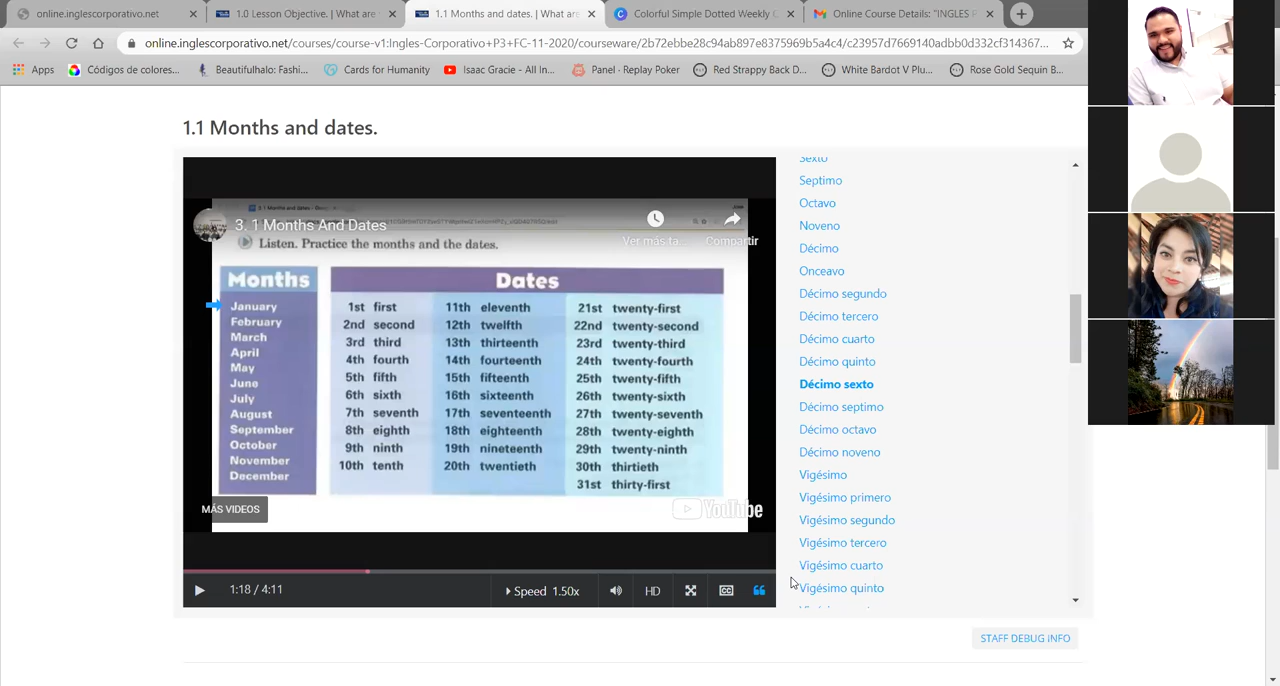 online.inglescorporativo.net
1.0 Lesson Objective. | What are
1.1 Months and dates. | What are
Colorful Simple Dotted Weekly C
Online Course Details: "INGLES P
online.inglescorporativo.net/courses/course-v1:Ingles-Corporativo+P3+FC-11-2020/courseware/2b72ebbe28c94ab897e8375969b5a4c4/c23957d7669140adbb0d332cf314367...
Apps
Códigos de colores...
Beautifulhalo: Fashi...
Cards for Humanity
Isaac Gracie - All In...
Panel · Replay Poker
Red Strappy Back D...
White Bardot V Plu...
Rose Gold Sequin B...
1.1 Months and dates.
3. 1 Months And Dates
Ver más ta...
Compartir
Listen. Practice the months and the dates.
Months
January
February
March
April
May
June
July
August
September
October
November
December
Dates
1st first
2nd second
3rd third
4th fourth
5th fifth
6th sixth
7th seventh
8th eighth
9th ninth
10th tenth
11th eleventh
12th twelfth
13th thirteenth
14th fourteenth
15th fifteenth
16th sixteenth
17th seventeenth
18th eighteenth
19th nineteenth
20th twentieth
21st twenty-first
22nd twenty-second
23rd twenty-third
24th twenty-fourth
25th twenty-fifth
26th twenty-sixth
27th twenty-seventh
28th twenty-eighth
29th twenty-ninth
30th thirtieth
31st thirty-first
MÁS VIDEOS
YouTube
1:18 / 4:11
Speed 1.50x
HD
CC
Sexto
Septimo
Octavo
Noveno
Décimo
Onceavo
Décimo segundo
Décimo tercero
Décimo cuarto
Décimo quinto
Décimo sexto
Décimo septimo
Décimo octavo
Décimo noveno
Vigésimo
Vigésimo primero
Vigésimo segundo
Vigésimo tercero
Vigésimo cuarto
Vigésimo quinto
STAFF DEBUG INFO